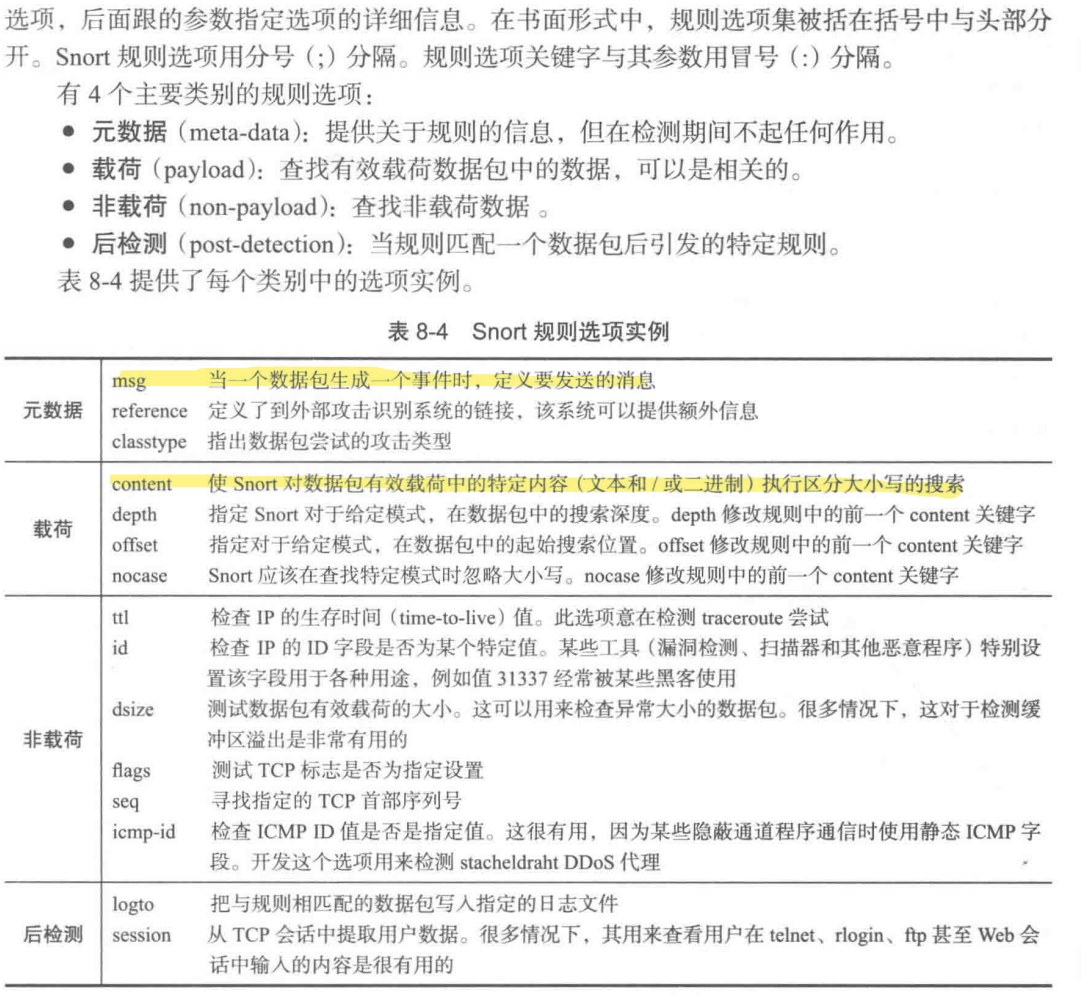 选项，后面跟的参数指定选项的详细信息。在书面形式中，规则选项集被括在括号中与头部分
开。Snort 规则选项用分号（;）分隔。规则选项关键字与其参数用冒号（:）分隔。
有 4 个主要类别的规则选项：
● 元数据（meta-data）：提供关于规则的信息，但在检测期间不起任何作用。
● 载荷（payload）：查找有效载荷数据包中的数据，可以是相关的。
● 非载荷（non-payload）：查找非载荷数据 。
● 后检测（post-detection）：当规则匹配一个数据包后引发的特定规则。
表 8-4 提供了每个类别中的选项实例。
表 8-4 Snort 规则选项实例
元数据
msg 当一个数据包生成一个事件时，定义要发送的消息
reference 定义了到外部攻击识别系统的链接，该系统可以提供额外信息
classtype 指出数据包尝试的攻击类型
载荷
content 使 Snort 对数据包有效载荷中的特定内容（文本和 / 或二进制）执行区分大小写的搜索
depth 指定 Snort 对于给定模式，在数据包中的搜索深度。depth 修改规则中的前一个 content 关键字
offset 指定对于给定模式，在数据包中的起始搜索位置。offset 修改规则中的前一个 content 关键字
nocase Snort 应该在查找特定模式时忽略大小写。nocase 修改规则中的前一个 content 关键字
非载荷
ttl 检查 IP 的生存时间（time-to-live）值。此选项意在检测 traceroute 尝试
id 检查 IP 的 ID 字段是否为某个特定值。某些工具（漏洞检测、扫描器和其他恶意程序）特别设
置该字段用于各种用途，例如值 31337 经常被某些黑客使用
dsize 测试数据包有效载荷的大小。这可以用来检查异常大小的数据包。很多情况下，这对于检测缓
冲区溢出是非常有用的
flags 测试 TCP 标志是否为指定设置
seq 寻找指定的 TCP 首部序列号
icmp-id 检查 ICMP ID 值是否是指定值。这很有用，因为某些隐蔽通道程序通信时使用静态 ICMP 字
段。开发这个选项用来检测 stacheldraht DDoS 代理
后检测
logto 把与规则相匹配的数据包写入指定的日志文件
session 从 TCP 会话中提取用户数据。很多情况下，其用来查看用户在 telnet、rlogin、ftp 甚至 Web 会
话中输入的内容是很有用的